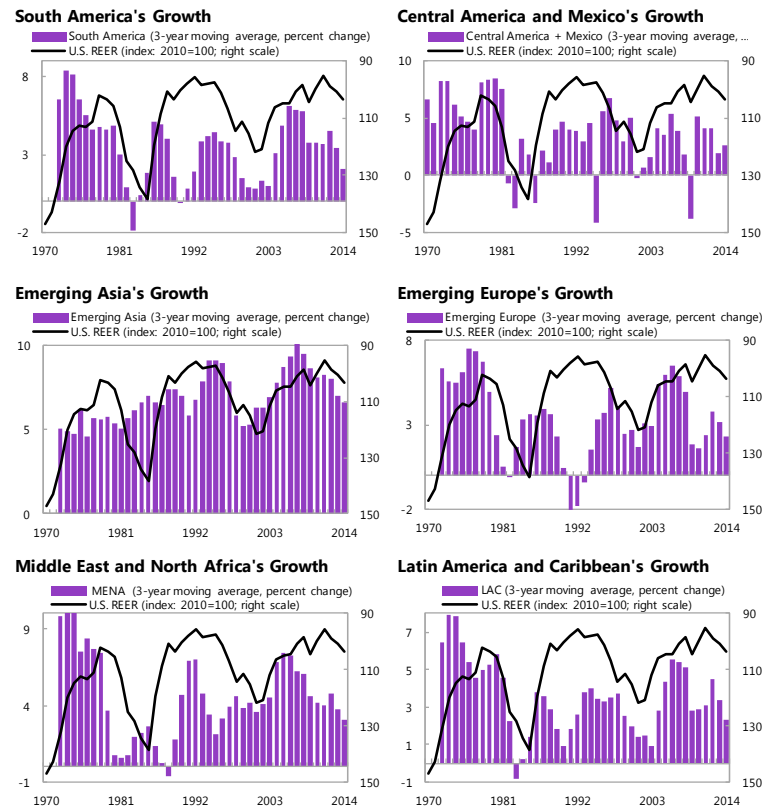 South America's Growth
South America (3-year moving average, percent change)
U.S. REER (index: 2010=100; right scale)
8
3
-2
90
110
130
150
1970 1981 1992 2003 2014
Central America and Mexico's Growth
Central America + Mexico (3-year moving average, ...
U.S. REER (index: 2010=100; right scale)
10
5
0
-5
90
110
130
150
1970 1981 1992 2003 2014
Emerging Asia's Growth
Emerging Asia (3-year moving average, percent change)
U.S. REER (index: 2010=100; right scale)
10
5
0
90
110
130
150
1970 1981 1992 2003 2014
Emerging Europe's Growth
Emerging Europe (3-year moving average, percent change)
U.S. REER (index: 2010=100; right scale)
8
3
-2
90
110
130
150
1970 1981 1992 2003 2014
Middle East and North Africa's Growth
MENA (3-year moving average, percent change)
U.S. REER (index: 2010=100; right scale)
9
4
-1
90
110
130
150
1970 1981 1992 2003 2014
Latin America and Caribbean's Growth
LAC (3-year moving average, percent change)
U.S. REER (index: 2010=100; right scale)
7
5
3
1
-1
90
110
130
150
1970 1981 1992 2003 2014